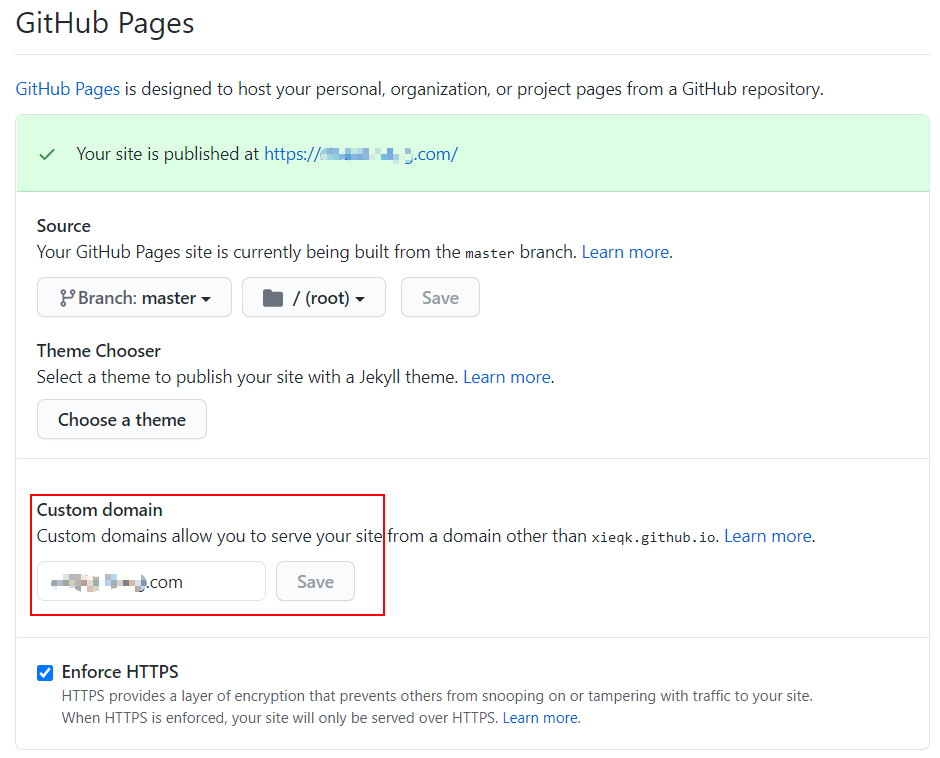 GitHub Pages
GitHub Pages is designed to host your personal, organization, or project pages from a GitHub repository.
Your site is published at https://.com/
Source
Your GitHub Pages site is currently being built from the master branch. Learn more.
Branch: master / (root) Save
Theme Chooser
Select a theme to publish your site with a Jekyll theme. Learn more.
Choose a theme
Custom domain
Custom domains allow you to serve your site from a domain other than xieqk.github.io. Learn more.
.com Save
Enforce HTTPS
HTTPS provides a layer of encryption that prevents others from snooping on or tampering with traffic to your site.
When HTTPS is enforced, your site will only be served over HTTPS. Learn more.